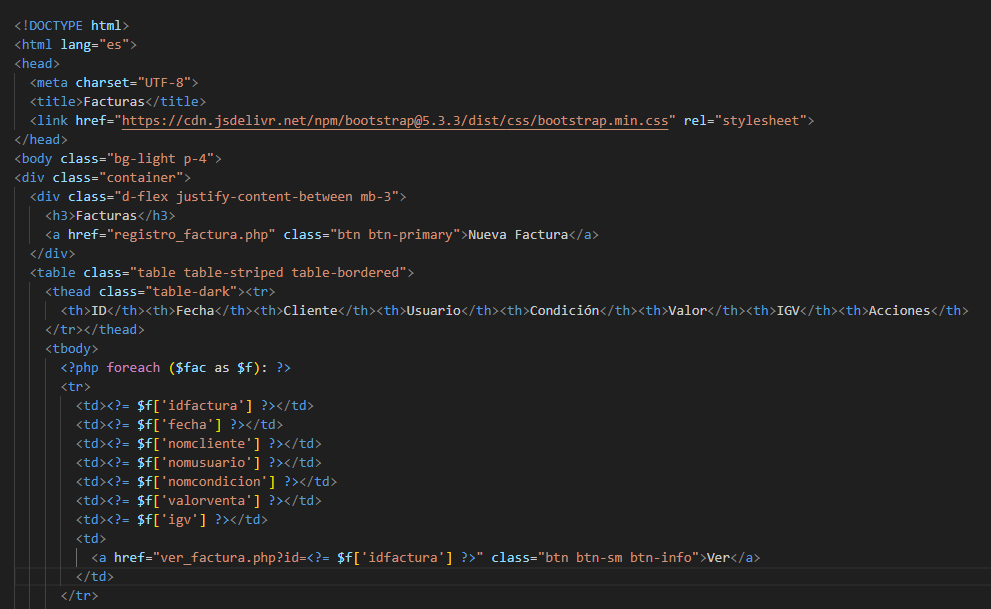 <!DOCTYPE html>
<html lang="es">
<head>
<meta charset="UTF-8">
<title>Facturas</title>
<link href="https://cdn.jsdelivr.net/npm/bootstrap@5.3.3/dist/css/bootstrap.min.css" rel="stylesheet">
</head>
<body class="bg-light p-4">
<div class="container">
<div class="d-flex justify-content-between mb-3">
<h3>Facturas</h3>
<a href="registro_factura.php" class="btn btn-primary">Nueva Factura</a>
</div>
<table class="table table-striped table-bordered">
<thead class="table-dark"><tr>
<th>ID</th><th>Fecha</th><th>Cliente</th><th>Usuario</th><th>Condición</th><th>Valor</th><th>IGV</th><th>Acciones</th>
</tr></thead>
<tbody>
<?php foreach ($fac as $f): ?>
<tr>
<td><?= $f['idfactura'] ?></td>
<td><?= $f['fecha'] ?></td>
<td><?= $f['nomcliente'] ?></td>
<td><?= $f['nomusuario'] ?></td>
<td><?= $f['nomcondicion'] ?></td>
<td><?= $f['valorventa'] ?></td>
<td><?= $f['igv'] ?></td>
<td>
<a href="ver_factura.php?id=<?= $f['idfactura'] ?>" class="btn btn-sm btn-info">Ver</a>
</td>
</tr>